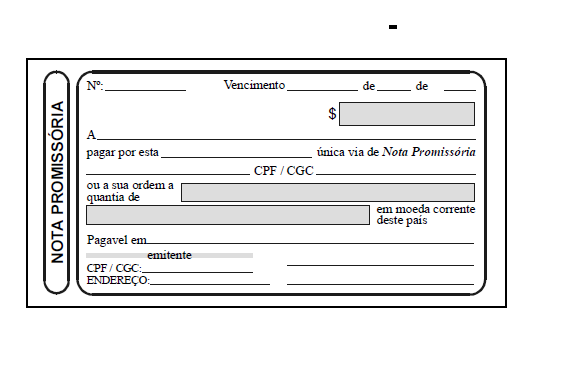 NOTA PROMISSÓRIA
Nº: Vencimento de de
$
A
pagar por esta única via de Nota Promissória
CPF / CGC
ou a sua ordem a
quantia de
em moeda corrente
deste país
Pagavel em
emitente
CPF / CGC:
ENDEREÇO: